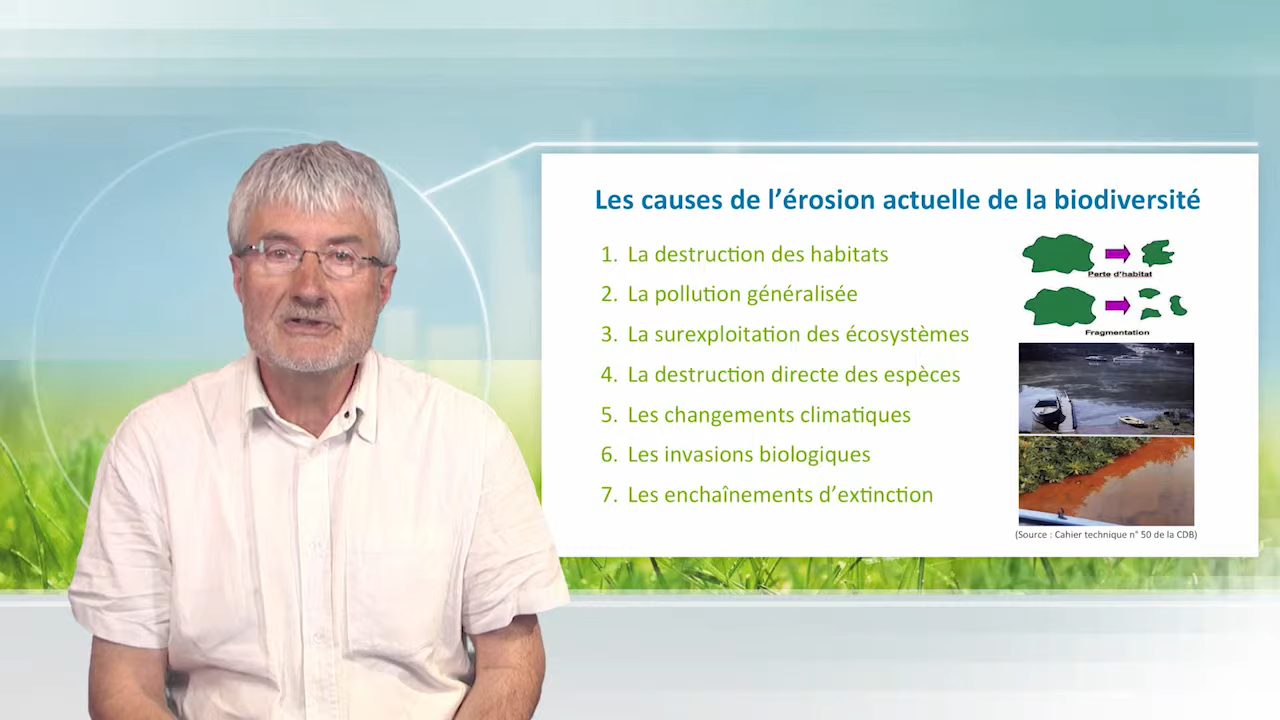 Les causes de l’érosion actuelle de la biodiversité
1. La destruction des habitats
2. La pollution généralisée
3. La surexploitation des écosystèmes
4. La destruction directe des espèces
5. Les changements climatiques
6. Les invasions biologiques
7. Les enchaînements d’extinction
Perte d’habitat
Fragmentation
(Source : Cahier technique n° 50 de la CDB)